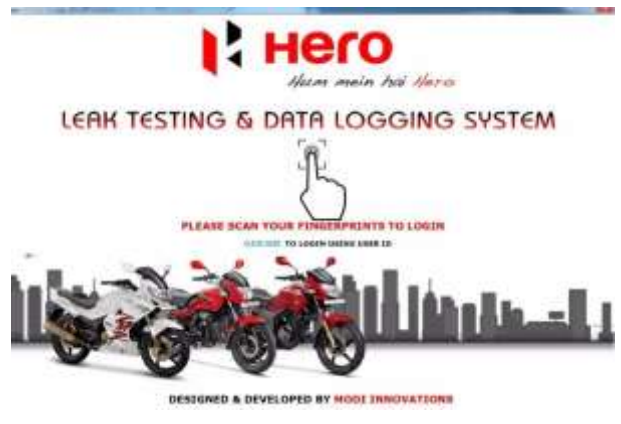 Hero
Hum mein hai Hero
LEAK TESTING & DATA LOGGING SYSTEM
PLEASE SCAN YOUR FINGERPRINTS TO LOGIN
TO LOGIN USING USER ID
DESIGNED & DEVELOPED BY MODI INNOVATIONS